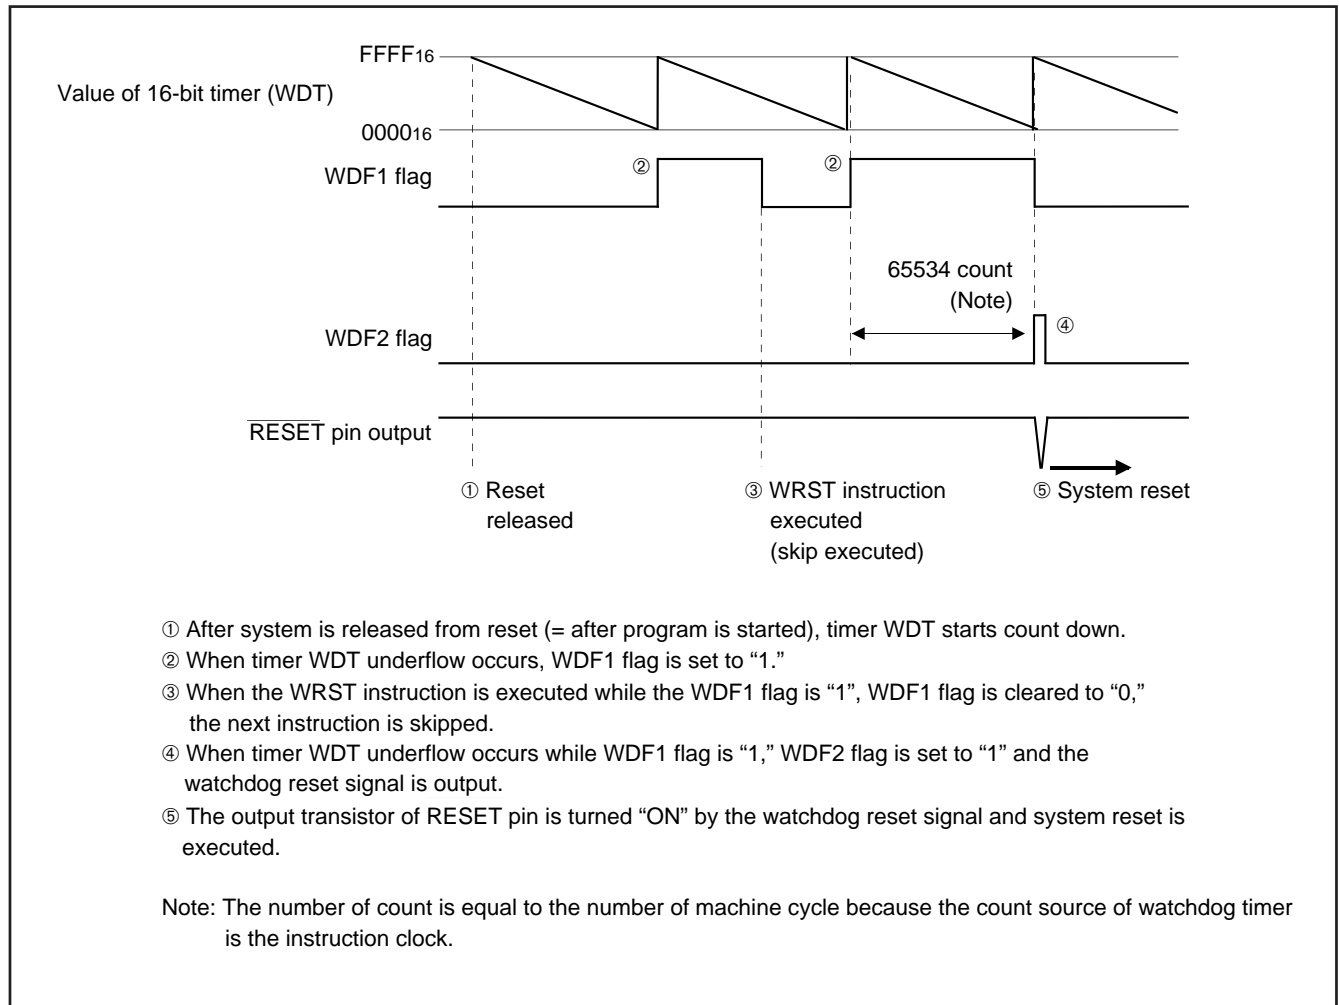 FFFF16
Value of 16-bit timer (WDT)
000016
WDF1 flag
②
②
65534 count
(Note)
WDF2 flag
④
RESET pin output
① Reset
released
③ WRST instruction
executed
(skip executed)
⑤ System reset
① After system is released from reset (= after program is started), timer WDT starts count down.
② When timer WDT underflow occurs, WDF1 flag is set to “1.”
③ When the WRST instruction is executed while the WDF1 flag is “1”, WDF1 flag is cleared to “0,”
the next instruction is skipped.
④ When timer WDT underflow occurs while WDF1 flag is “1,” WDF2 flag is set to “1” and the
watchdog reset signal is output.
⑤ The output transistor of RESET pin is turned “ON” by the watchdog reset signal and system reset is
executed.
Note: The number of count is equal to the number of machine cycle because the count source of watchdog timer
is the instruction clock.